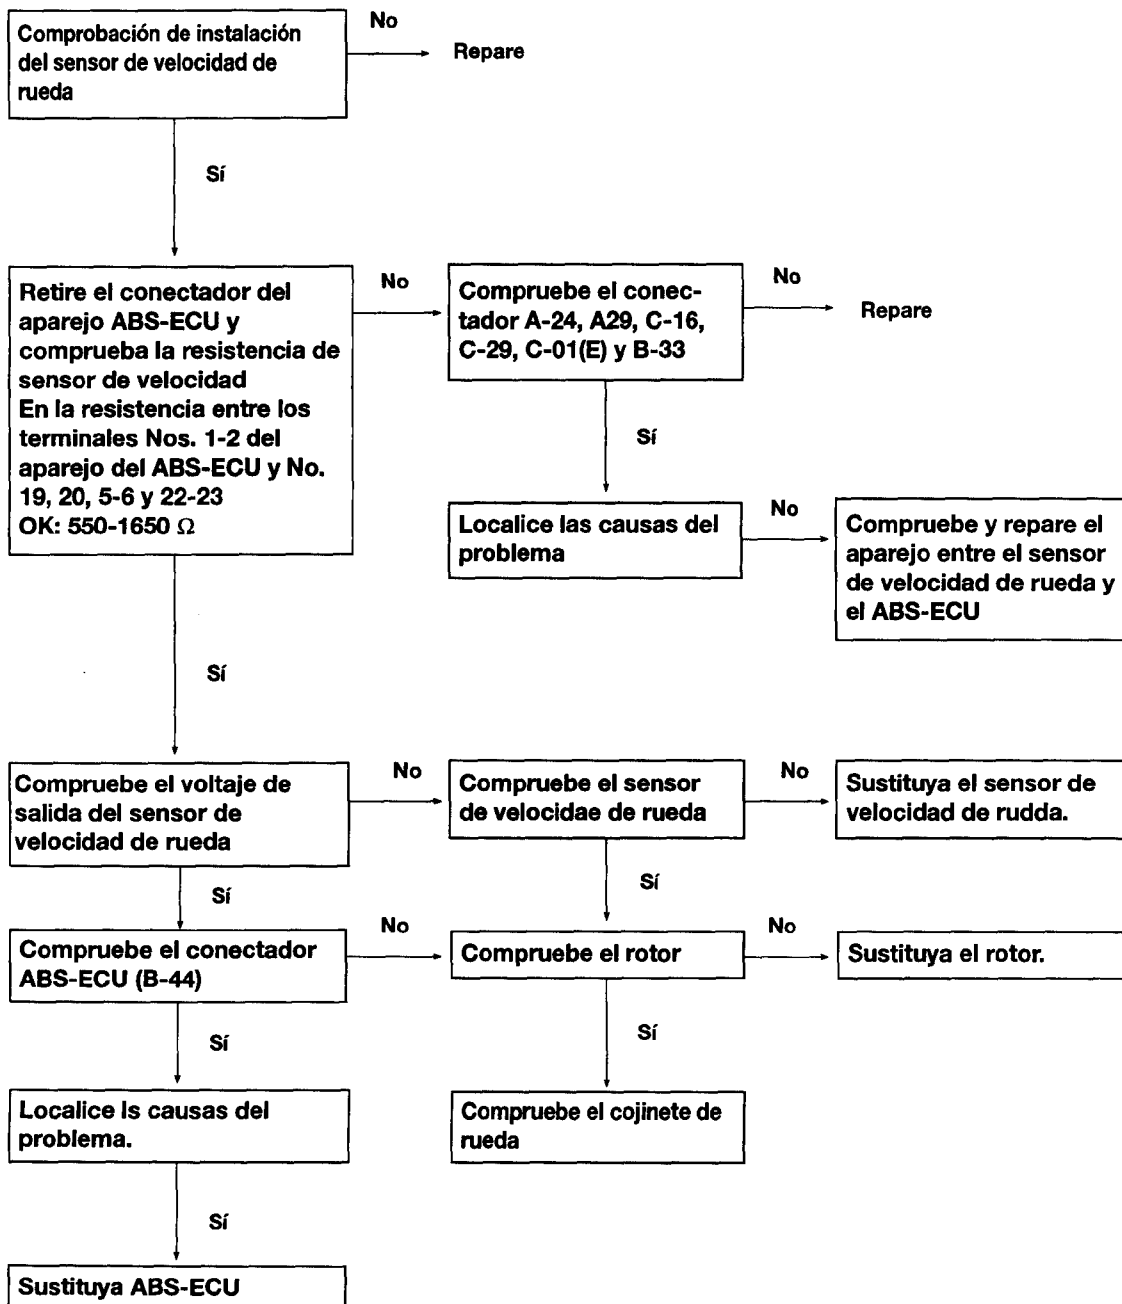 Comprobación de instalación
del sensor de velocidad de
rueda
No
Repare
Sí
Retire el conectador del
aparejo ABS-ECU y
comprueba la resistencia de
sensor de velocidad
En la resistencia entre los
terminales Nos. 1-2 del
aparejo del ABS-ECU y No.
19, 20, 5-6 y 22-23
OK: 550-1650 Ω
No
Compruebe el conec-
tador A-24, A29, C-16,
C-29, C-01(E) y B-33
No
Repare
Sí
Localice las causas del
problema
No
Compruebe y repare el
aparejo entre el sensor
de velocidad de rueda y
el ABS-ECU
Sí
Compruebe el voltaje de
salida del sensor de
velocidad de rueda
No
Compruebe el sensor
de velocidae de rueda
No
Sustituya el sensor de
velocidad de rudda.
Sí
Sí
Compruebe el conectador
ABS-ECU (B-44)
No
Compruebe el rotor
No
Sustituya el rotor.
Sí
Sí
Localice ls causas del
problema.
Compruebe el cojinete de
rueda
Sí
Sustituya ABS-ECU